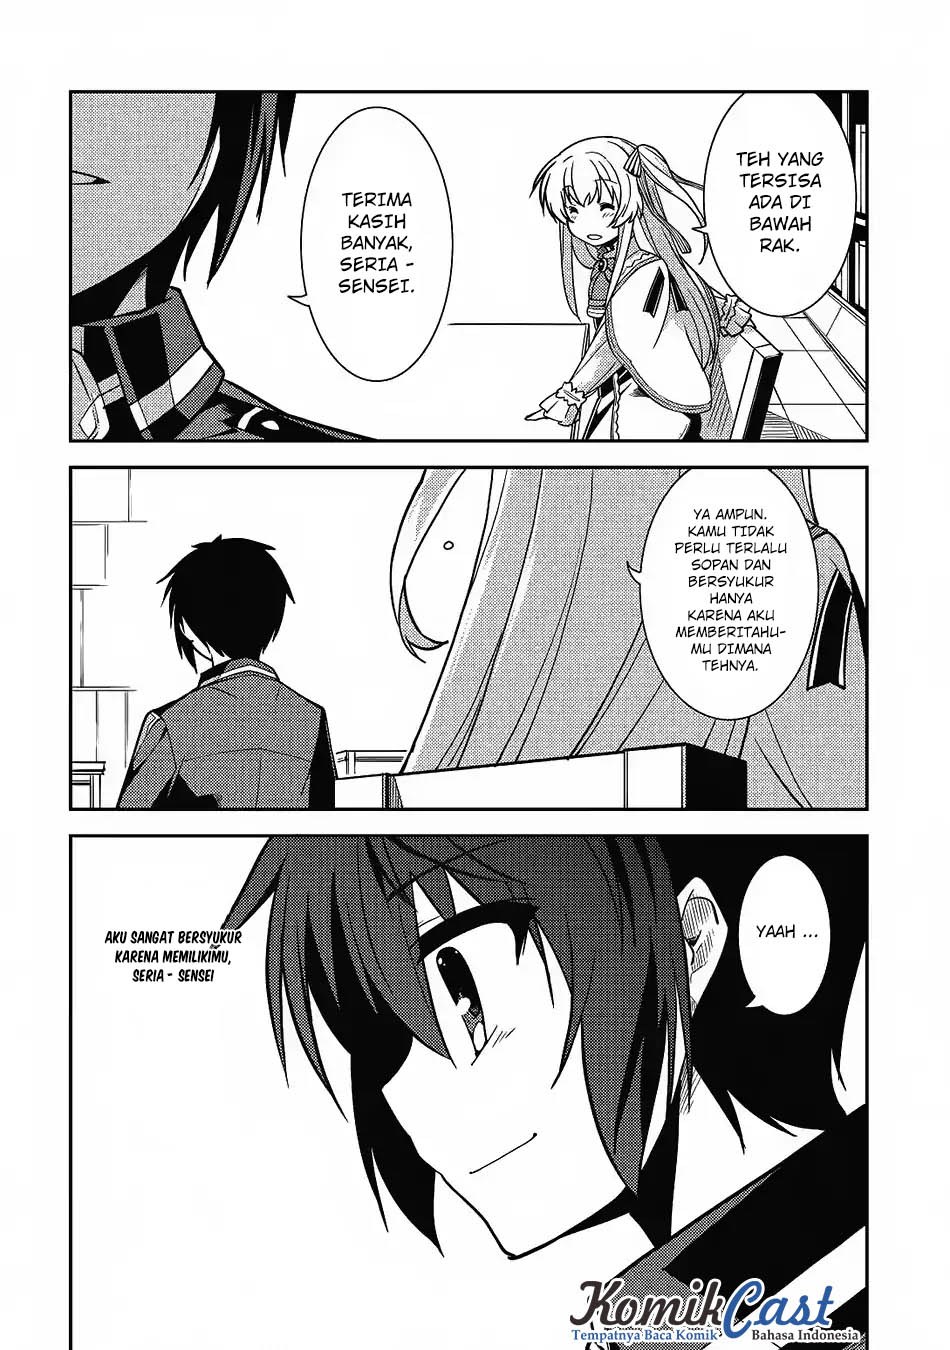 TEH YANG
TERSISA
ADA DI
BAWAH
RAK.
TERIMA
KASIH
BANYAK,
SERIA -
SENSEI.
YA AMPUN.
KAMU TIDAK
PERLU TERLALU
SOPAN DAN
BERSYUKUR
HANYA
KARENA AKU
MEMBERITAHU-
MU DIMANA
TEHNYA.
YAAH ...
AKU SANGAT BERSYUKUR
KARENA MEMILIKIMU,
SERIA - SENSEI
KomikCast
Tempatnya Baca Komik Bahasa Indonesia